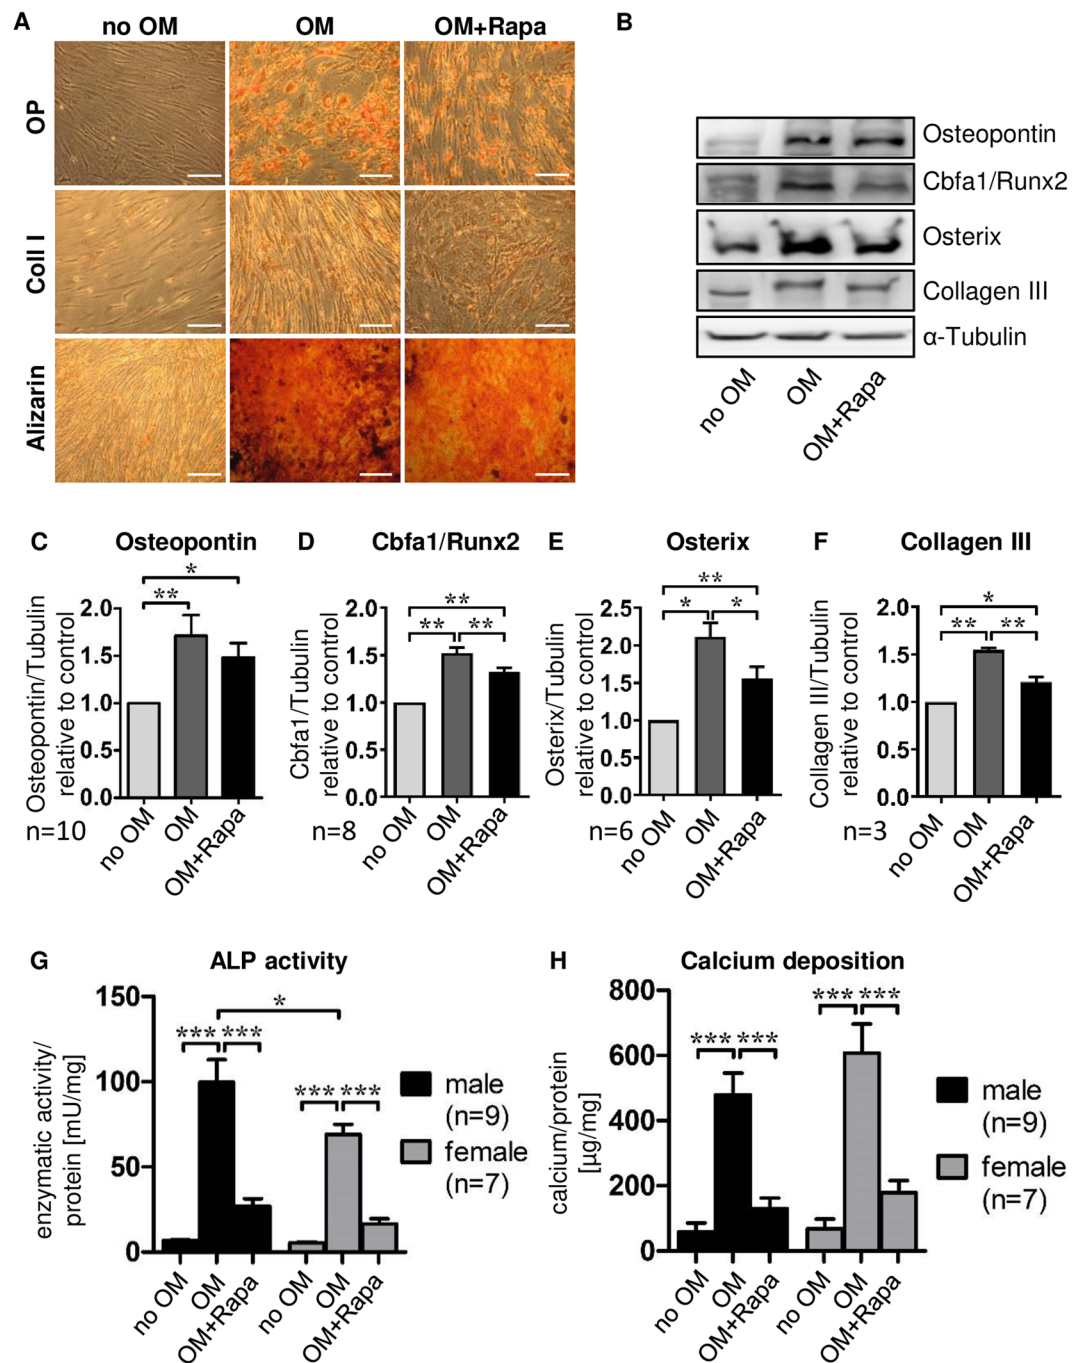 A
no OM
OM
OM+Rapa
OP
Coll I
Alizarin
B
Osteopontin
Cbfa1/Runx2
Osterix
Collagen III
α-Tubulin
no OM
OM
OM+Rapa
C
Osteopontin
Osteopontin/Tubulin
relative to control
2.0
1.5
1.0
0.5
0.0
*
**
n=10
no OM
OM
OM+Rapa
D
Cbfa1/Runx2
Cbfa1/Tubulin
relative to control
2.0
1.5
1.0
0.5
0.0
**
** **
n=8
no OM
OM
OM+Rapa
E
Osterix
Osterix/Tubulin
relative to control
2.5
2.0
1.5
1.0
0.5
0.0
**
* *
n=6
no OM
OM
OM+Rapa
F
Collagen III
Collagen III/Tubulin
relative to control
2.0
1.5
1.0
0.5
0.0
*
** **
n=3
no OM
OM
OM+Rapa
G
ALP activity
enzymatic activity/
protein [mU/mg]
150
100
50
0
*
*** ***
*** ***
no OM
OM
OM+Rapa
no OM
OM
OM+Rapa
male
(n=9)
female
(n=7)
H
Calcium deposition
calcium/protein
[µg/mg]
800
600
400
200
0
*** ***
*** ***
no OM
OM
OM+Rapa
no OM
OM
OM+Rapa
male
(n=9)
female
(n=7)